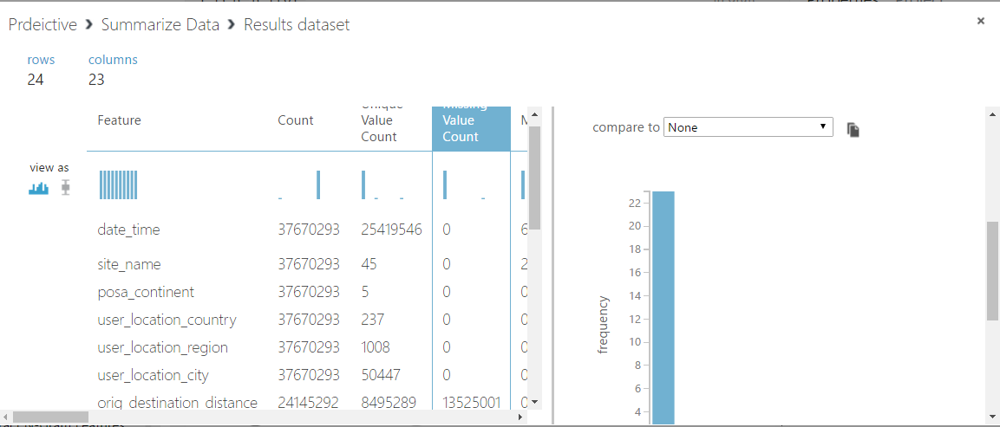 Prdeictive > Summarize Data > Results dataset
rows columns
24 23
Feature Count Unique Value Count Missing Value Count
view as
date_time 37670293 25419546 0 6
site_name 37670293 45 0 2
posa_continent 37670293 5 0 0
user_location_country 37670293 237 0 0
user_location_region 37670293 1008 0 0
user_location_city 37670293 50447 0 0
orig_destination_distance 24145292 8495289 13525001 0
compare to None
22
20
18
16
14
12
10
8
6
4
frequency